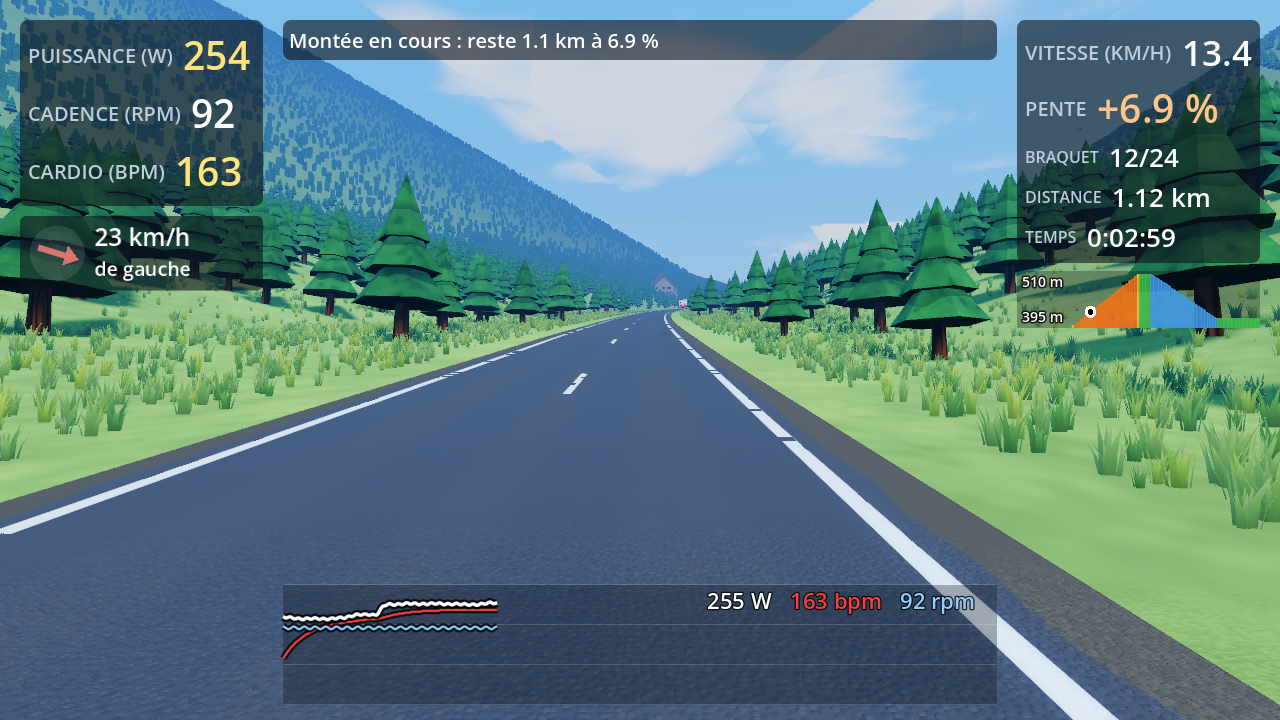 PUISSANCE (W) 254
CADENCE (RPM) 92
CARDIO (BPM) 163
23 km/h
de gauche
Montée en cours : reste 1.1 km à 6.9 %
VITESSE (KM/H) 13.4
PENTE +6.9 %
BRAQUET 12/24
DISTANCE 1.12 km
TEMPS 0:02:59
510 m
395 m
255 W 163 bpm 92 rpm